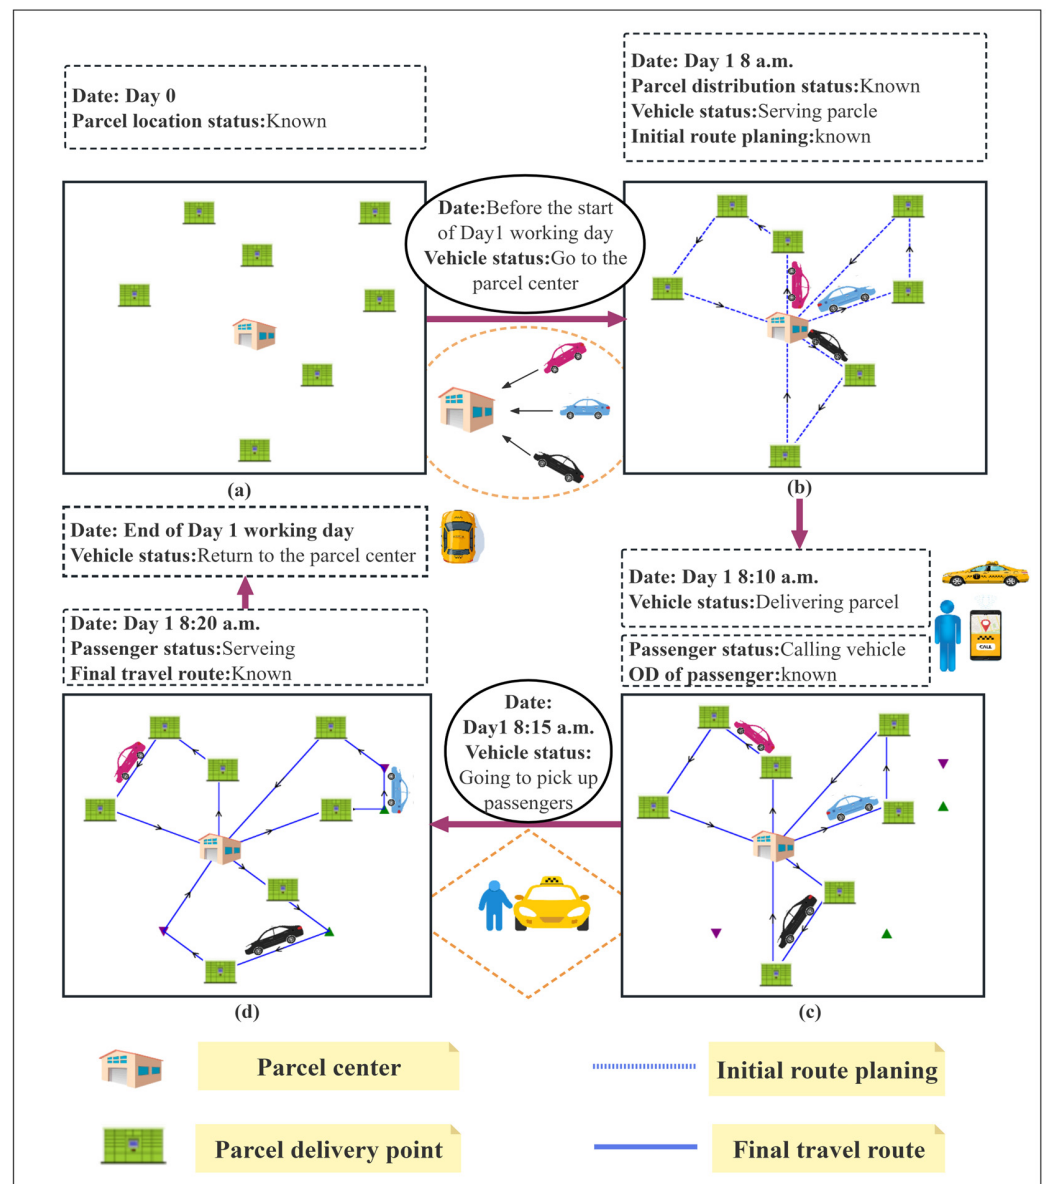 Date: Day 0
Parcel location status:Known
Date: Day 1 8 a.m.
Parcel distribution status:Known
Vehicle status:Serving parcle
Initial route planing:known
Date:Before the start
of Day1 working day
Vehicle status:Go to the
parcel center
(a)
(b)
Date: End of Day 1 working day
Vehicle status:Return to the parcel center
Date: Day 1 8:10 a.m.
Vehicle status:Delivering parcel
CALL
Date: Day 1 8:20 a.m.
Passenger status:Serveing
Final travel route:Known
Passenger status:Calling vehicle
OD of passenger:known
Date:
Day1 8:15 a.m.
Vehicle status:
Going to pick up
passengers
(d)
(c)
Parcel center
Initial route planing
Parcel delivery point
Final travel route